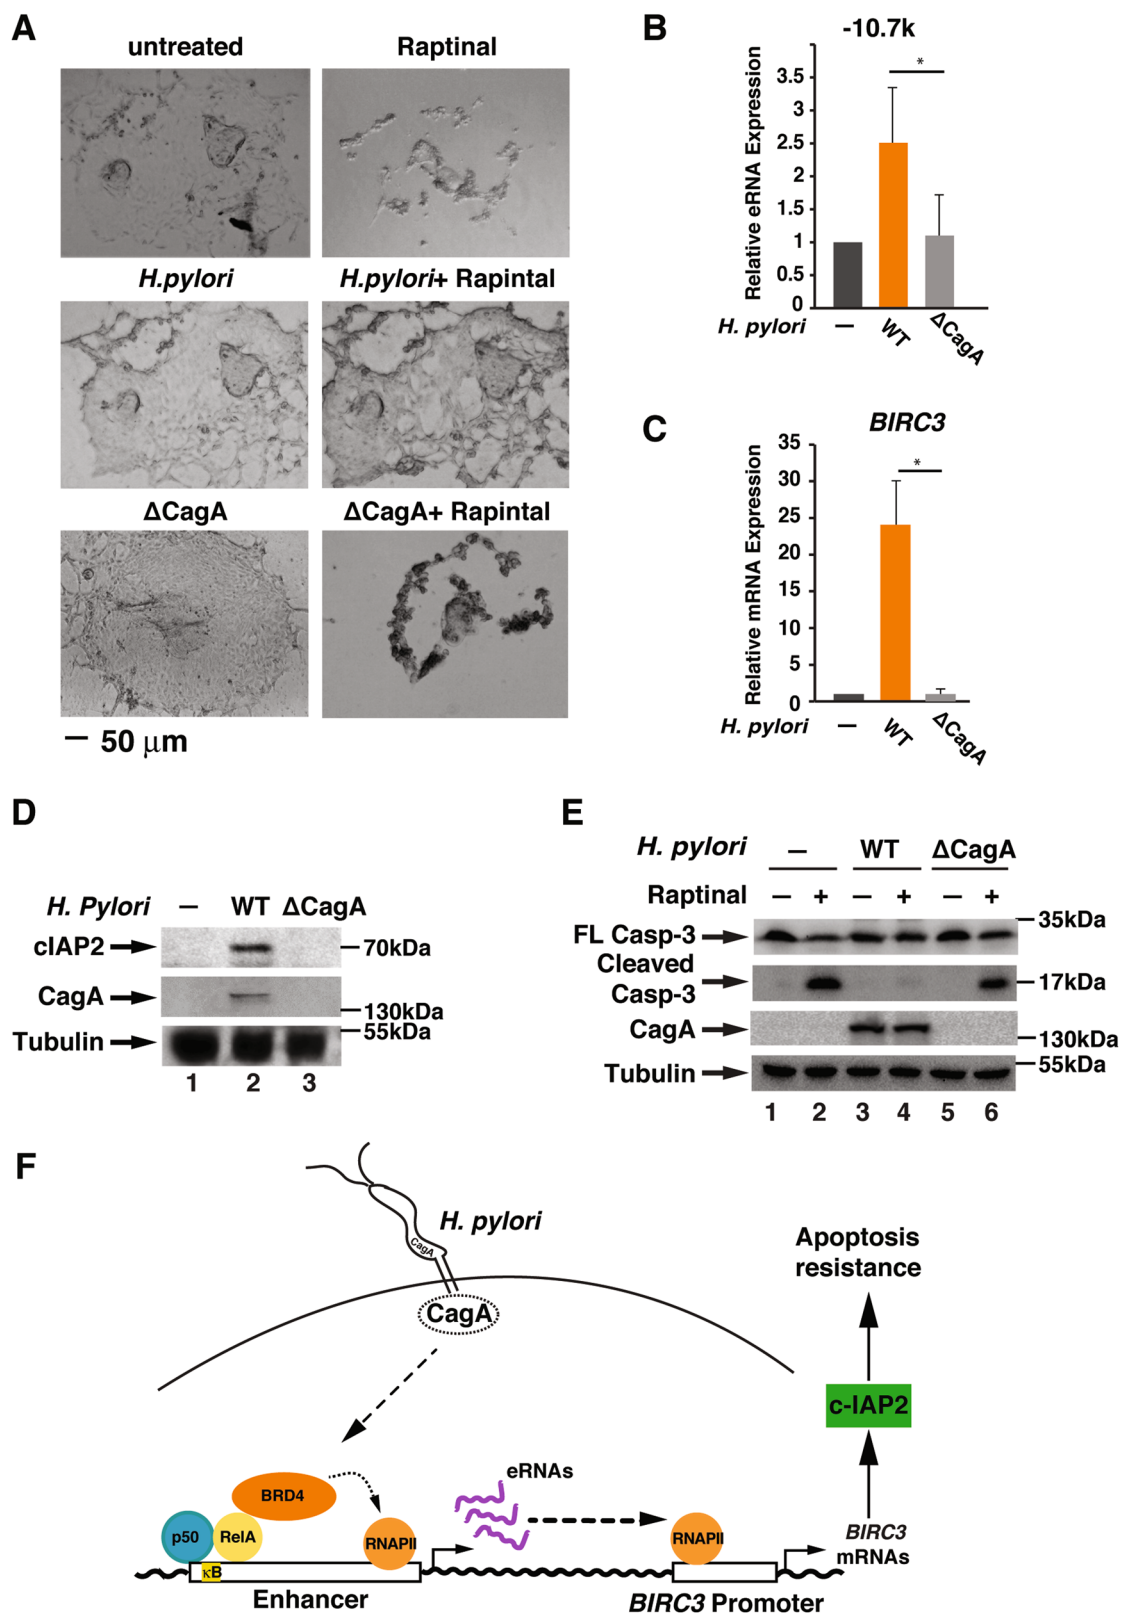 A
untreated
Raptinal
H.pylori
H.pylori+ Rapintal
ΔCagA
ΔCagA+ Rapintal
50 μm
B
-10.7k
Relative eRNA Expression
3.5
3
2.5
2
1.5
1
0.5
0
*
H. pylori
–
WT
ΔCagA
C
BIRC3
Relative mRNA Expression
35
30
25
20
15
10
5
0
*
H. pylori
–
WT
ΔCagA
D
H. Pylori – WT ΔCagA
cIAP2
70kDa
CagA
130kDa
Tubulin
55kDa
1 2 3
E
H. pylori – WT ΔCagA
Raptinal – + – + – +
FL Casp-3
35kDa
Cleaved
Casp-3
17kDa
CagA
130kDa
Tubulin
55kDa
1 2 3 4 5 6
F
CagA
H. pylori
CagA
Apoptosis
resistance
c-IAP2
BRD4
eRNAs
p50
RelA
RNAPII
RNAPII
BIRC3
mRNAs
κB
Enhancer
BIRC3 Promoter